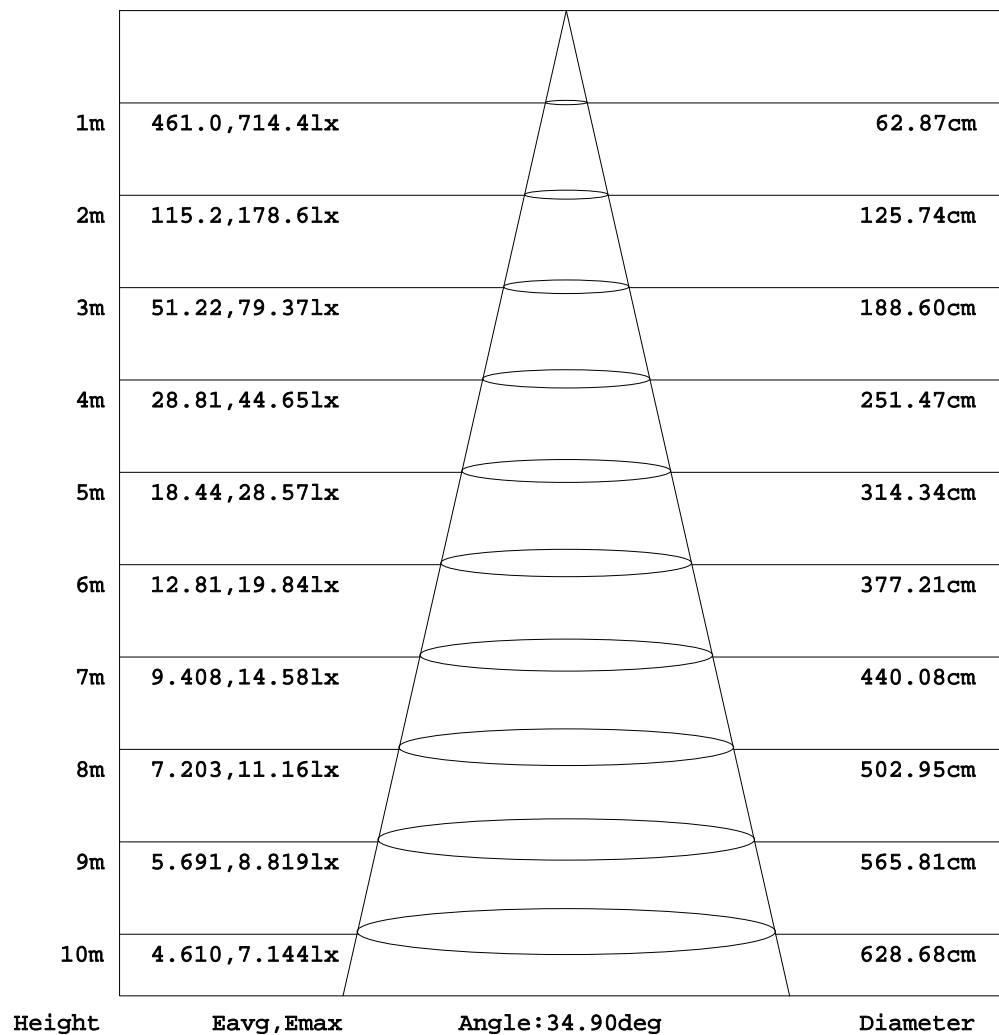 1m 461.0,714.4lx 62.87cm
2m 115.2,178.6lx 125.74cm
3m 51.22,79.37lx 188.60cm
4m 28.81,44.65lx 251.47cm
5m 18.44,28.57lx 314.34cm
6m 12.81,19.84lx 377.21cm
7m 9.408,14.58lx 440.08cm
8m 7.203,11.16lx 502.95cm
9m 5.691,8.819lx 565.81cm
10m 4.610,7.144lx 628.68cm
Height Eavg,Emax Angle:34.90deg Diameter